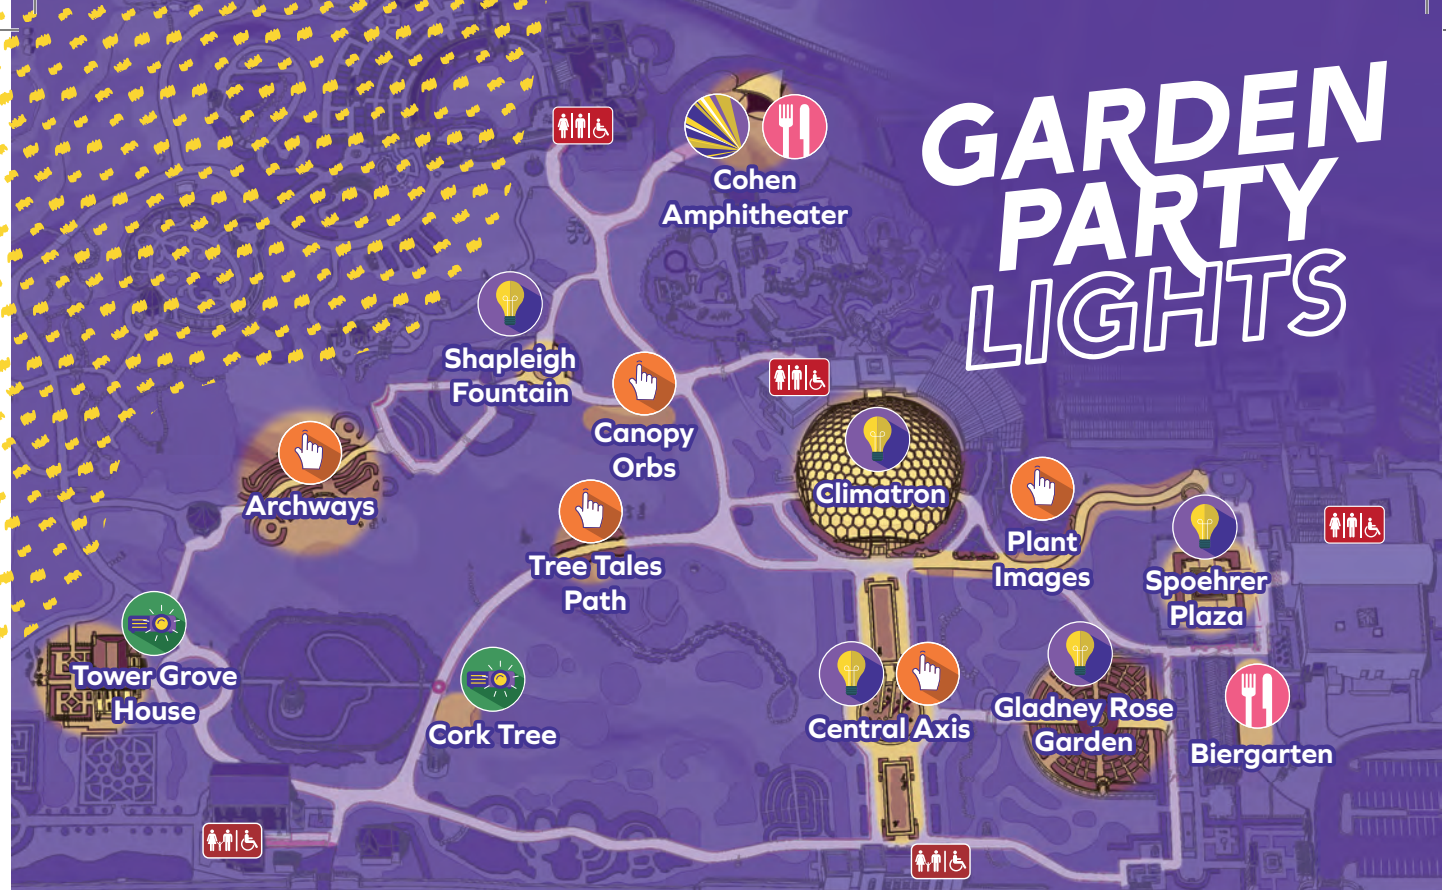 GARDEN
PARTY
LIGHTS
Cohen
Amphitheater
Shapleigh
Fountain
Canopy
Orbs
Archways
Climatron
Tree Tales
Path
Plant
Images
Spoehrer
Plaza
Tower Grove
House
Cork Tree
Central Axis
Gladney Rose
Garden
Biergarten